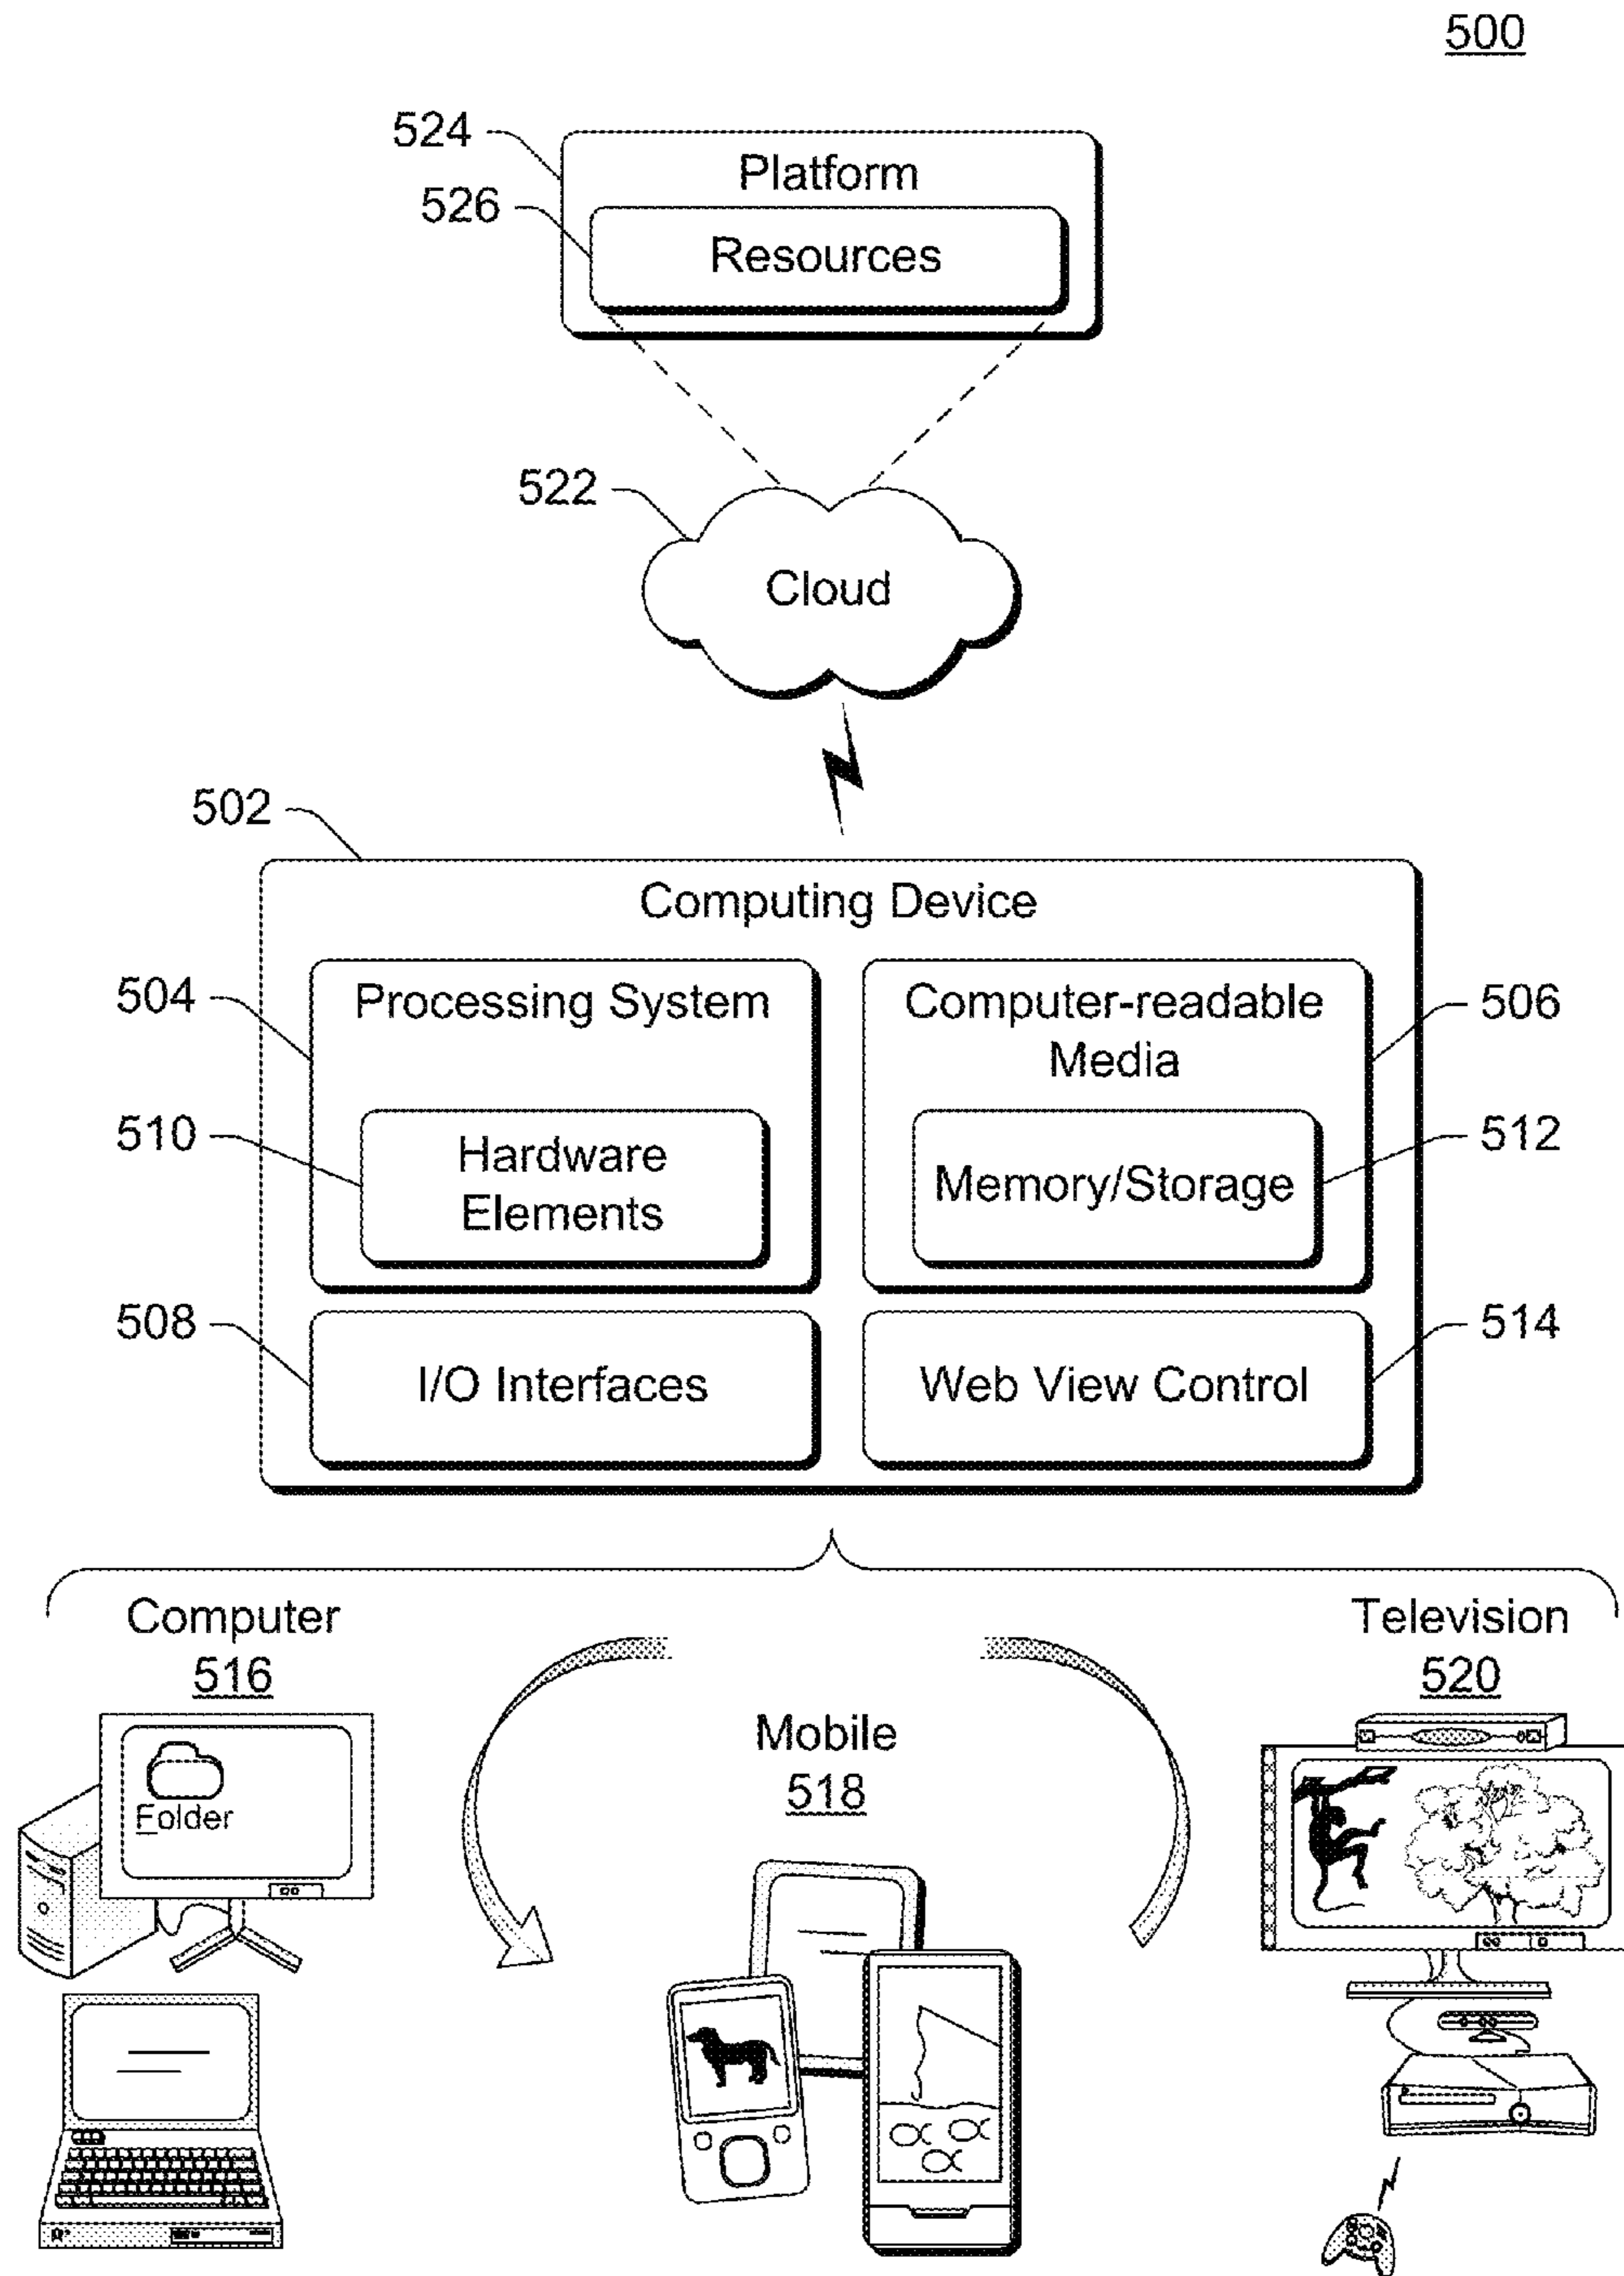 500
524
Platform
526
Resources
522
Cloud
502
Computing Device
504
Processing System
Computer-readable
Media
506
510
Hardware
Elements
Memory/Storage
512
508
I/O Interfaces
Web View Control
514
Computer
516
Television
520
Mobile
518
Folder